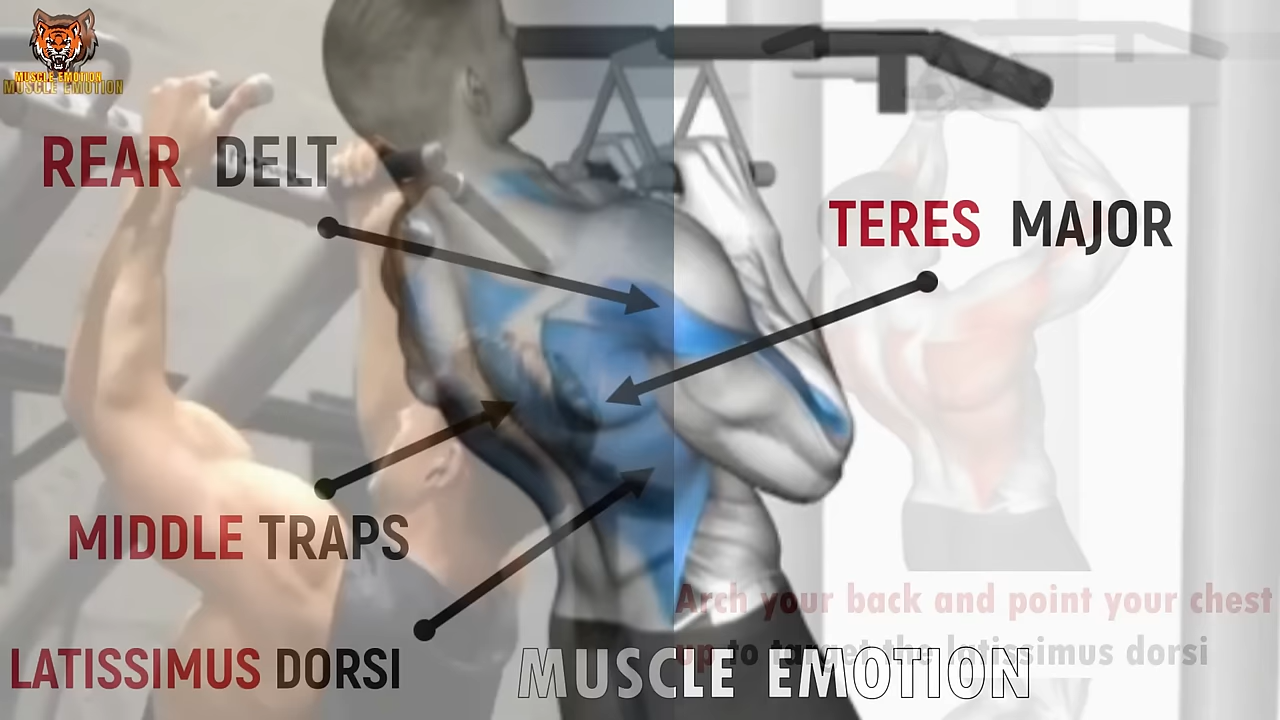 MUSCLE EMOTION
MUSCLE EMOTION
REAR DELT
TERES MAJOR
MIDDLE TRAPS
LATISSIMUS DORSI
Arch your back and point your chest
up to target the latissimus dorsi
MUSCLE EMOTION